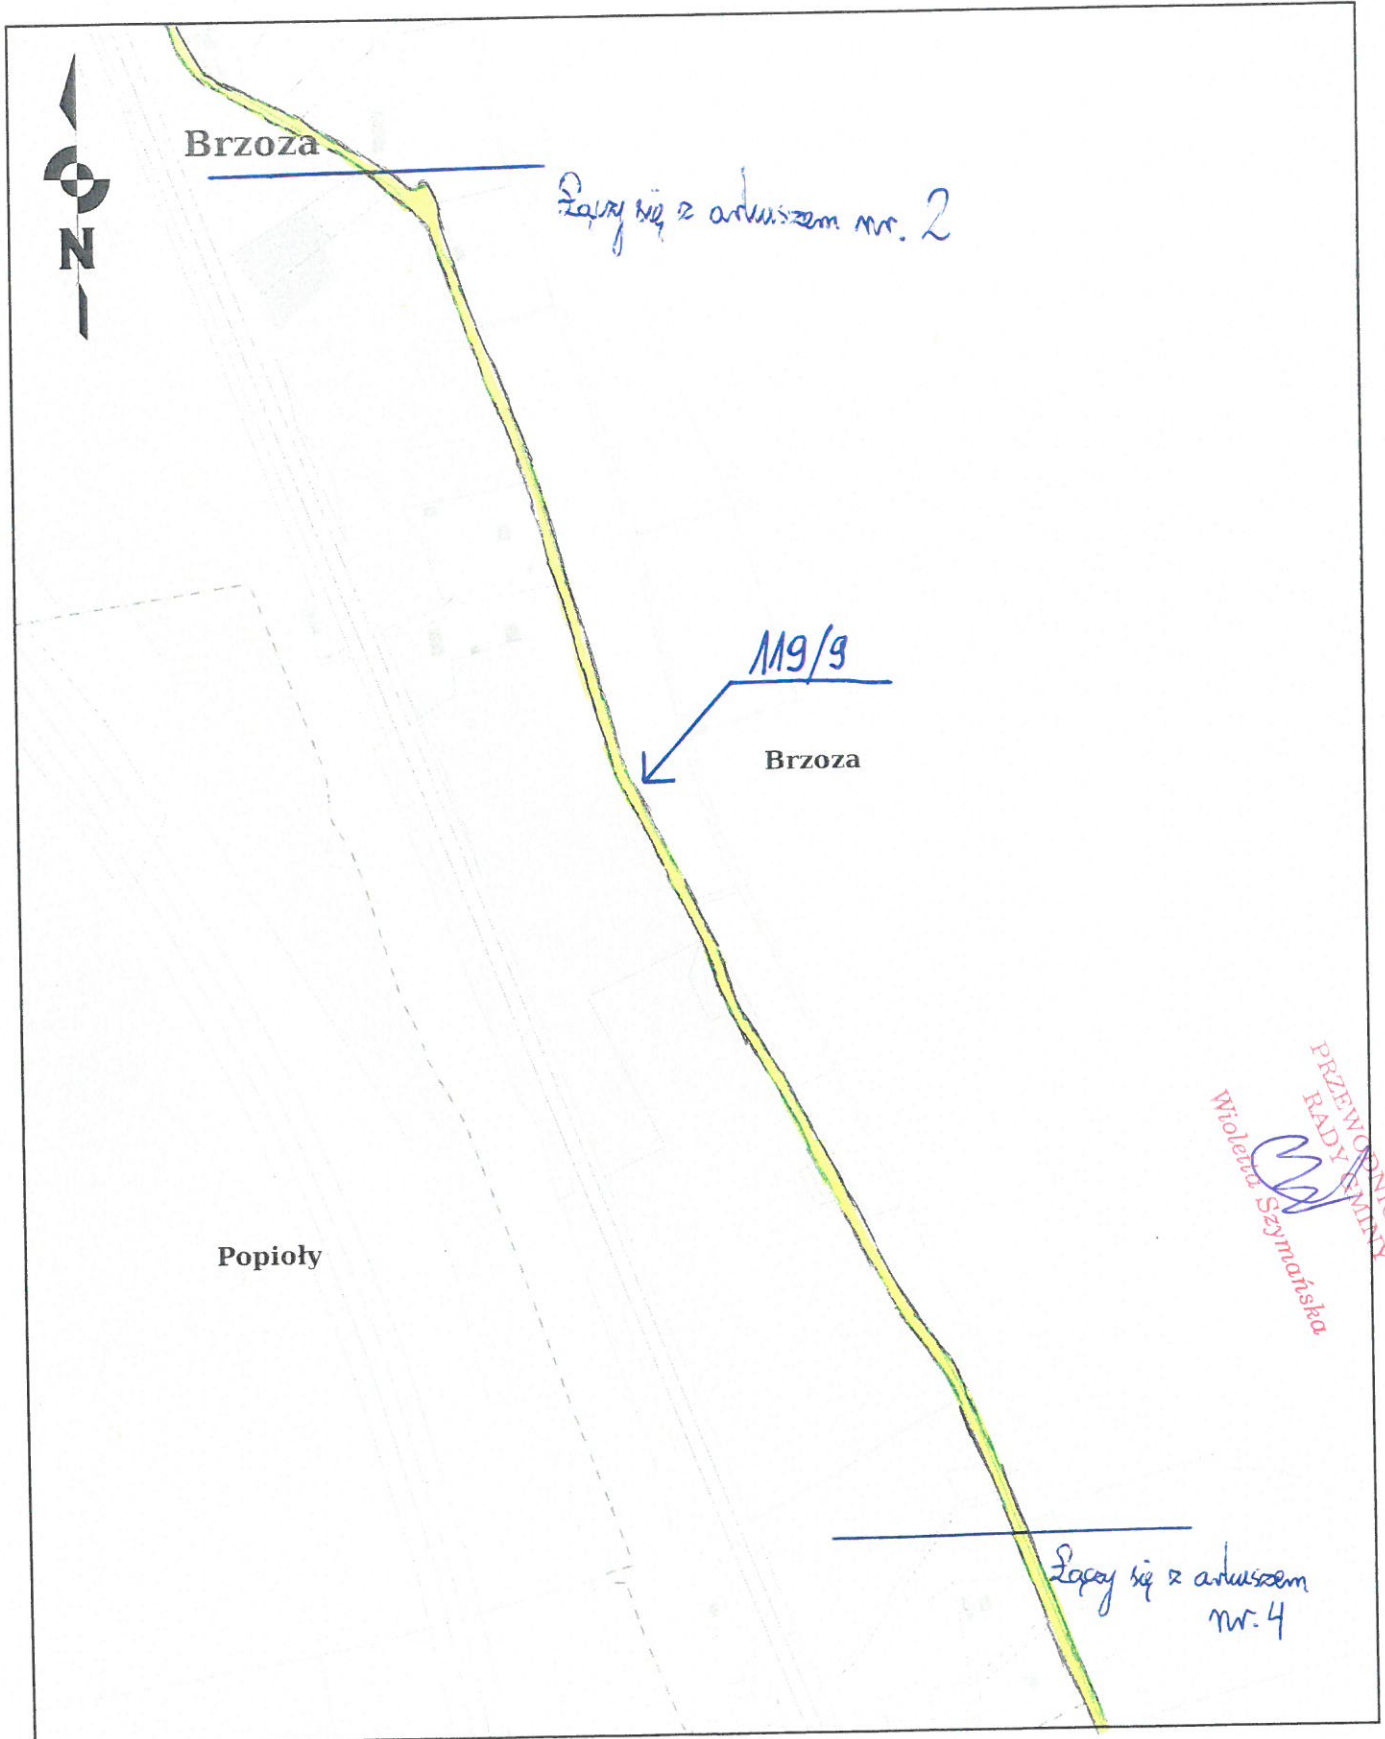 Brzoza
N
Łączy się z arkuszem nr. 2
119/9
Brzoza
PRZEWODNIC
RADY GMINY
Wioletta Szymańska
Popioły
Łączy się z arkuszem
nr. 4